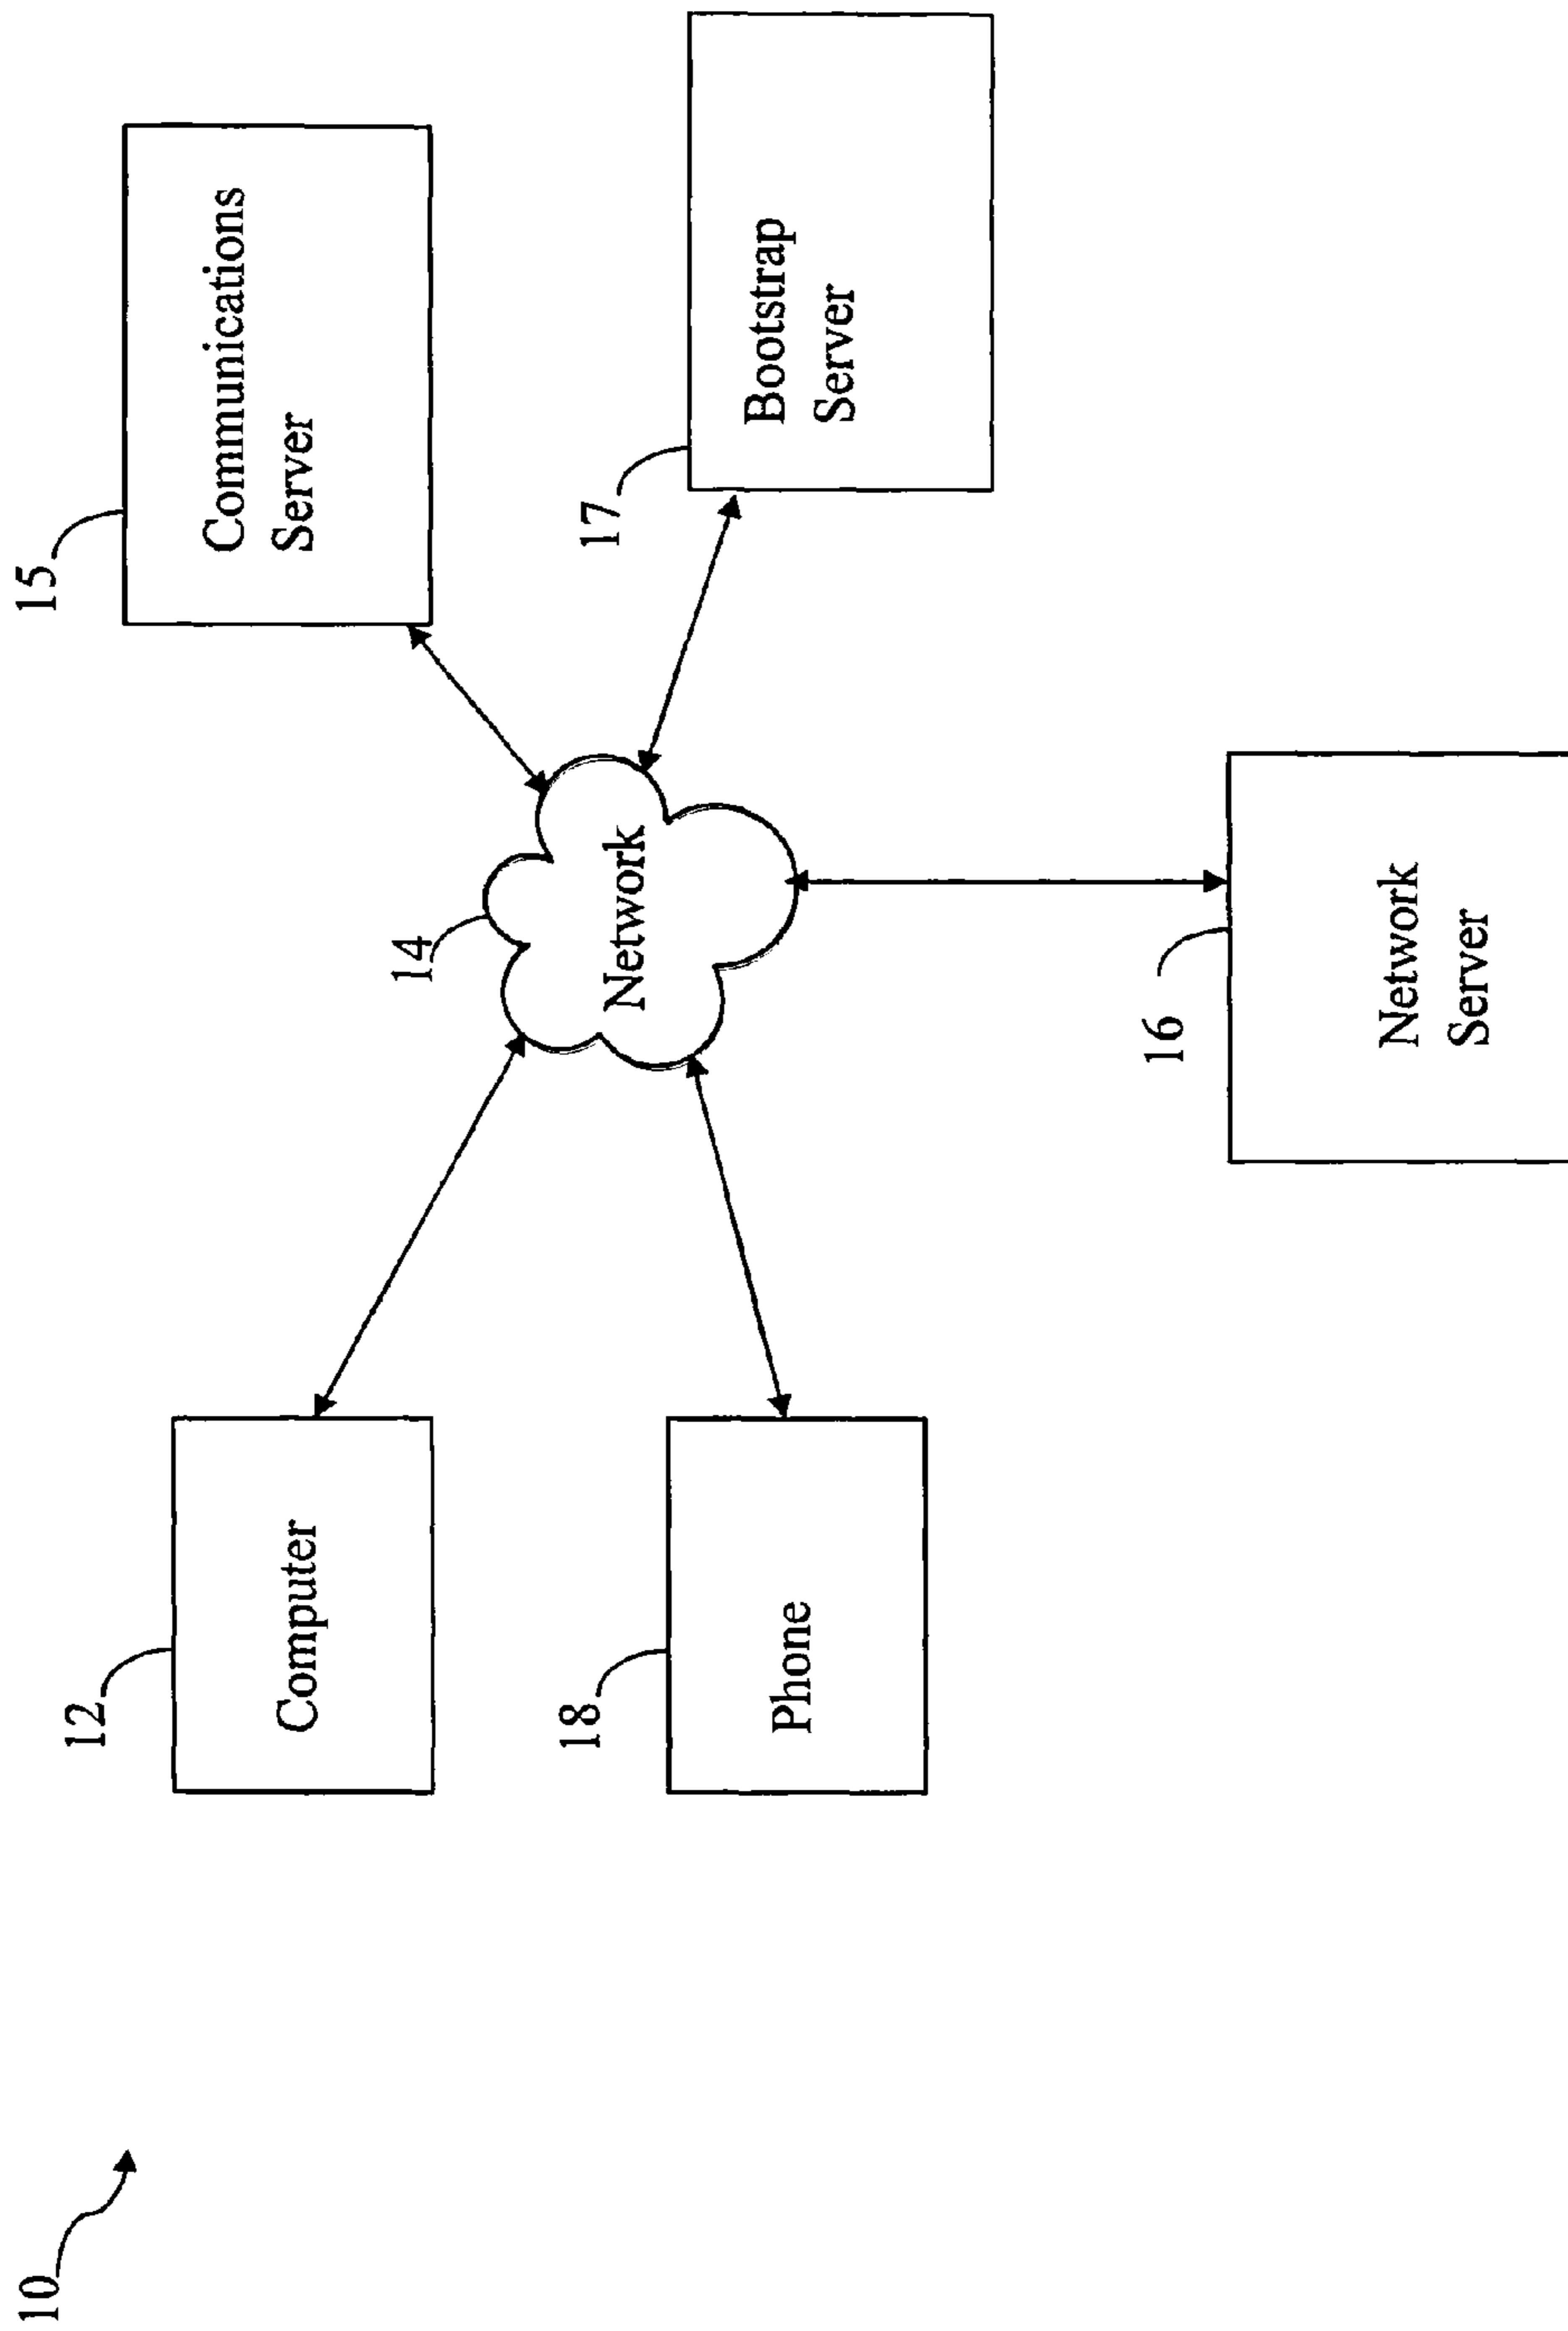 10
12
Computer
18
Phone
14
Network
16
Network
Server
15
Communications
Server
17
Bootstrap
Server